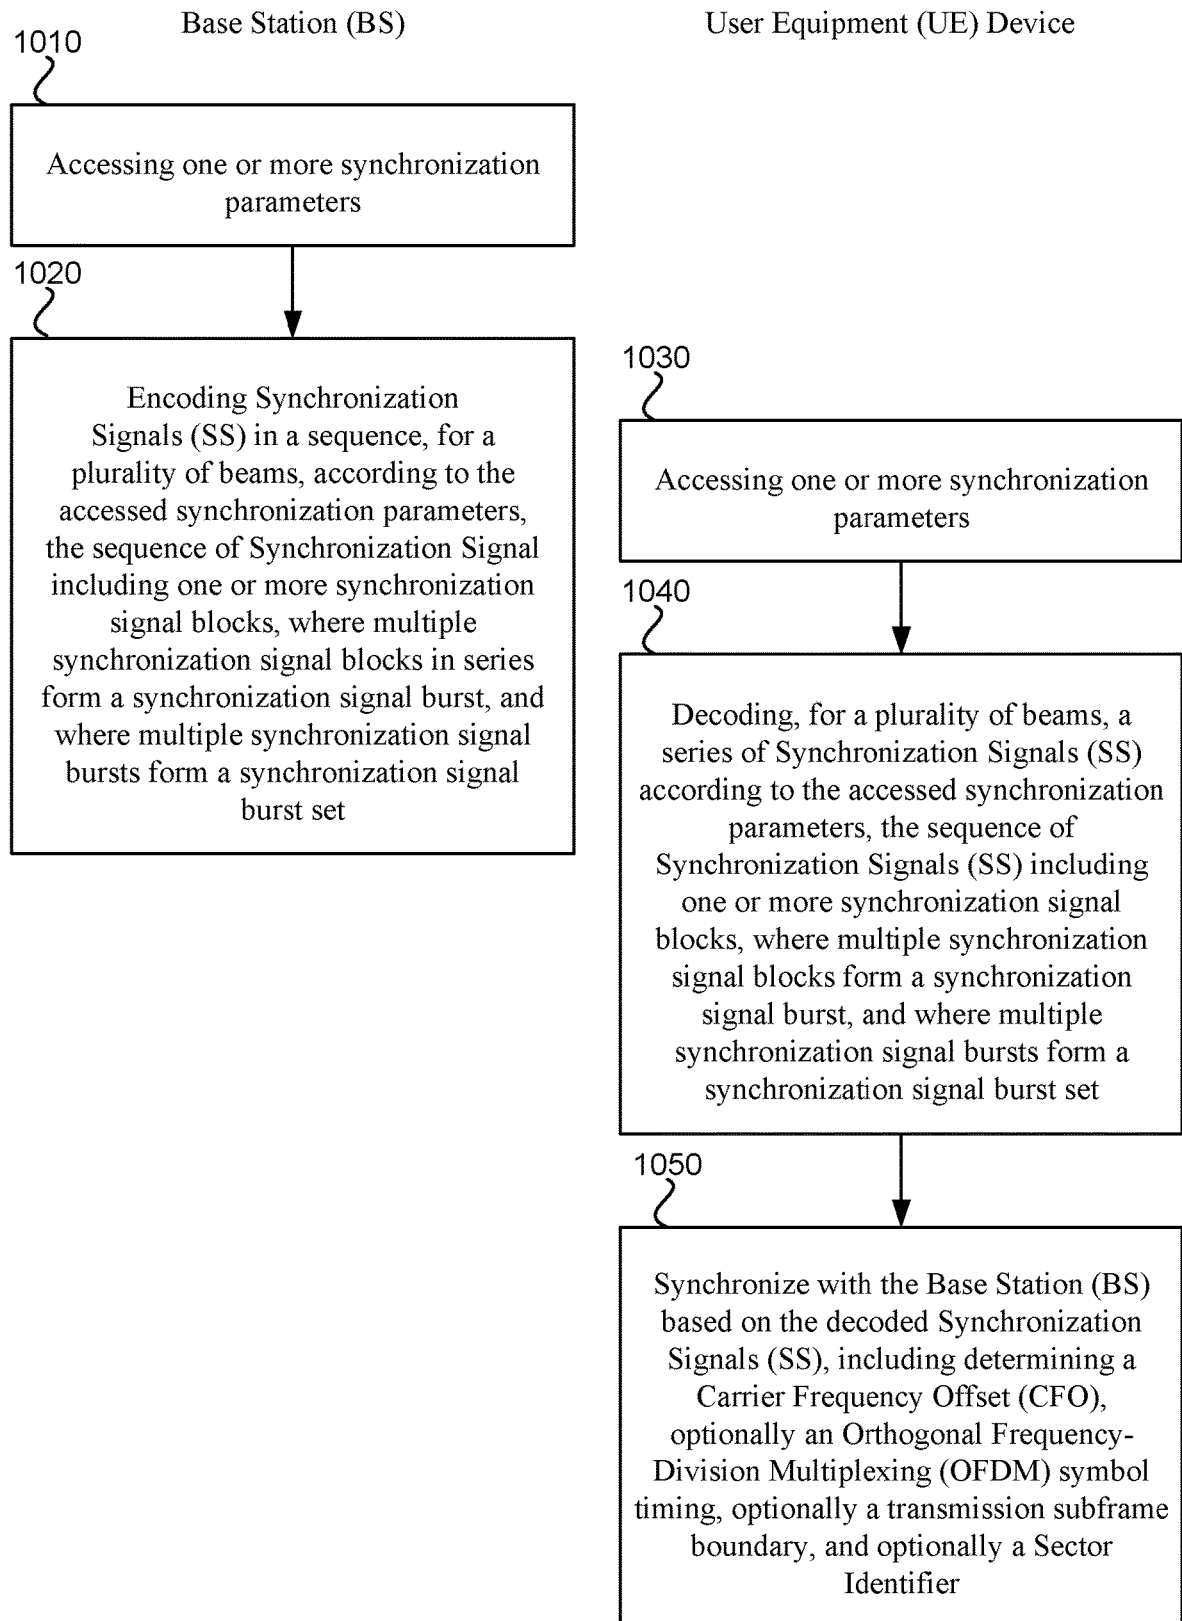 Base Station (BS)
1010
Accessing one or more synchronization
parameters
1020
Encoding Synchronization
Signals (SS) in a sequence, for a
plurality of beams, according to the
accessed synchronization parameters,
the sequence of Synchronization Signal
including one or more synchronization
signal blocks, where multiple
synchronization signal blocks in series
form a synchronization signal burst, and
where multiple synchronization signal
bursts form a synchronization signal
burst set
User Equipment (UE) Device
1030
Accessing one or more synchronization
parameters
1040
Decoding, for a plurality of beams, a
series of Synchronization Signals (SS)
according to the accessed synchronization
parameters, the sequence of
Synchronization Signals (SS) including
one or more synchronization signal
blocks, where multiple synchronization
signal blocks form a synchronization
signal burst, and where multiple
synchronization signal bursts form a
synchronization signal burst set
1050
Synchronize with the Base Station (BS)
based on the decoded Synchronization
Signals (SS), including determining a
Carrier Frequency Offset (CFO),
optionally an Orthogonal Frequency-
Division Multiplexing (OFDM) symbol
timing, optionally a transmission subframe
boundary, and optionally a Sector
Identifier